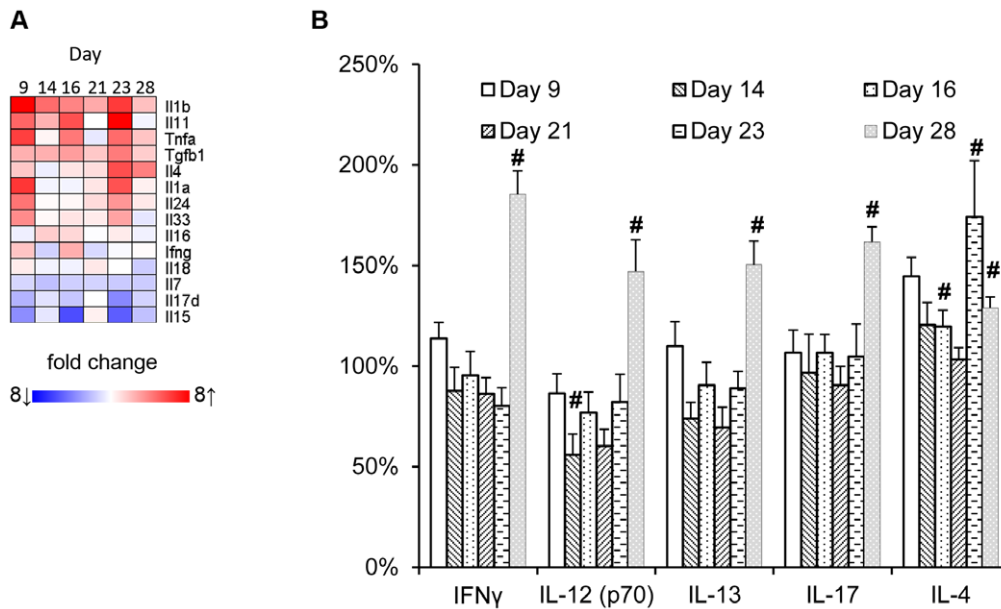 A
Day
9 14 16 21 23 28
Il1b
Il11
Tnfa
Tgfb1
Il4
Il1a
Il24
Il33
Il16
Ifng
Il18
Il7
Il17d
Il15
fold change
8↓ 8↑
B
250%
200%
150%
100%
50%
0%
Day 9 Day 14 Day 16
Day 21 Day 23 Day 28
# # # # # # # #
IFNγ IL-12 (p70) IL-13 IL-17 IL-4